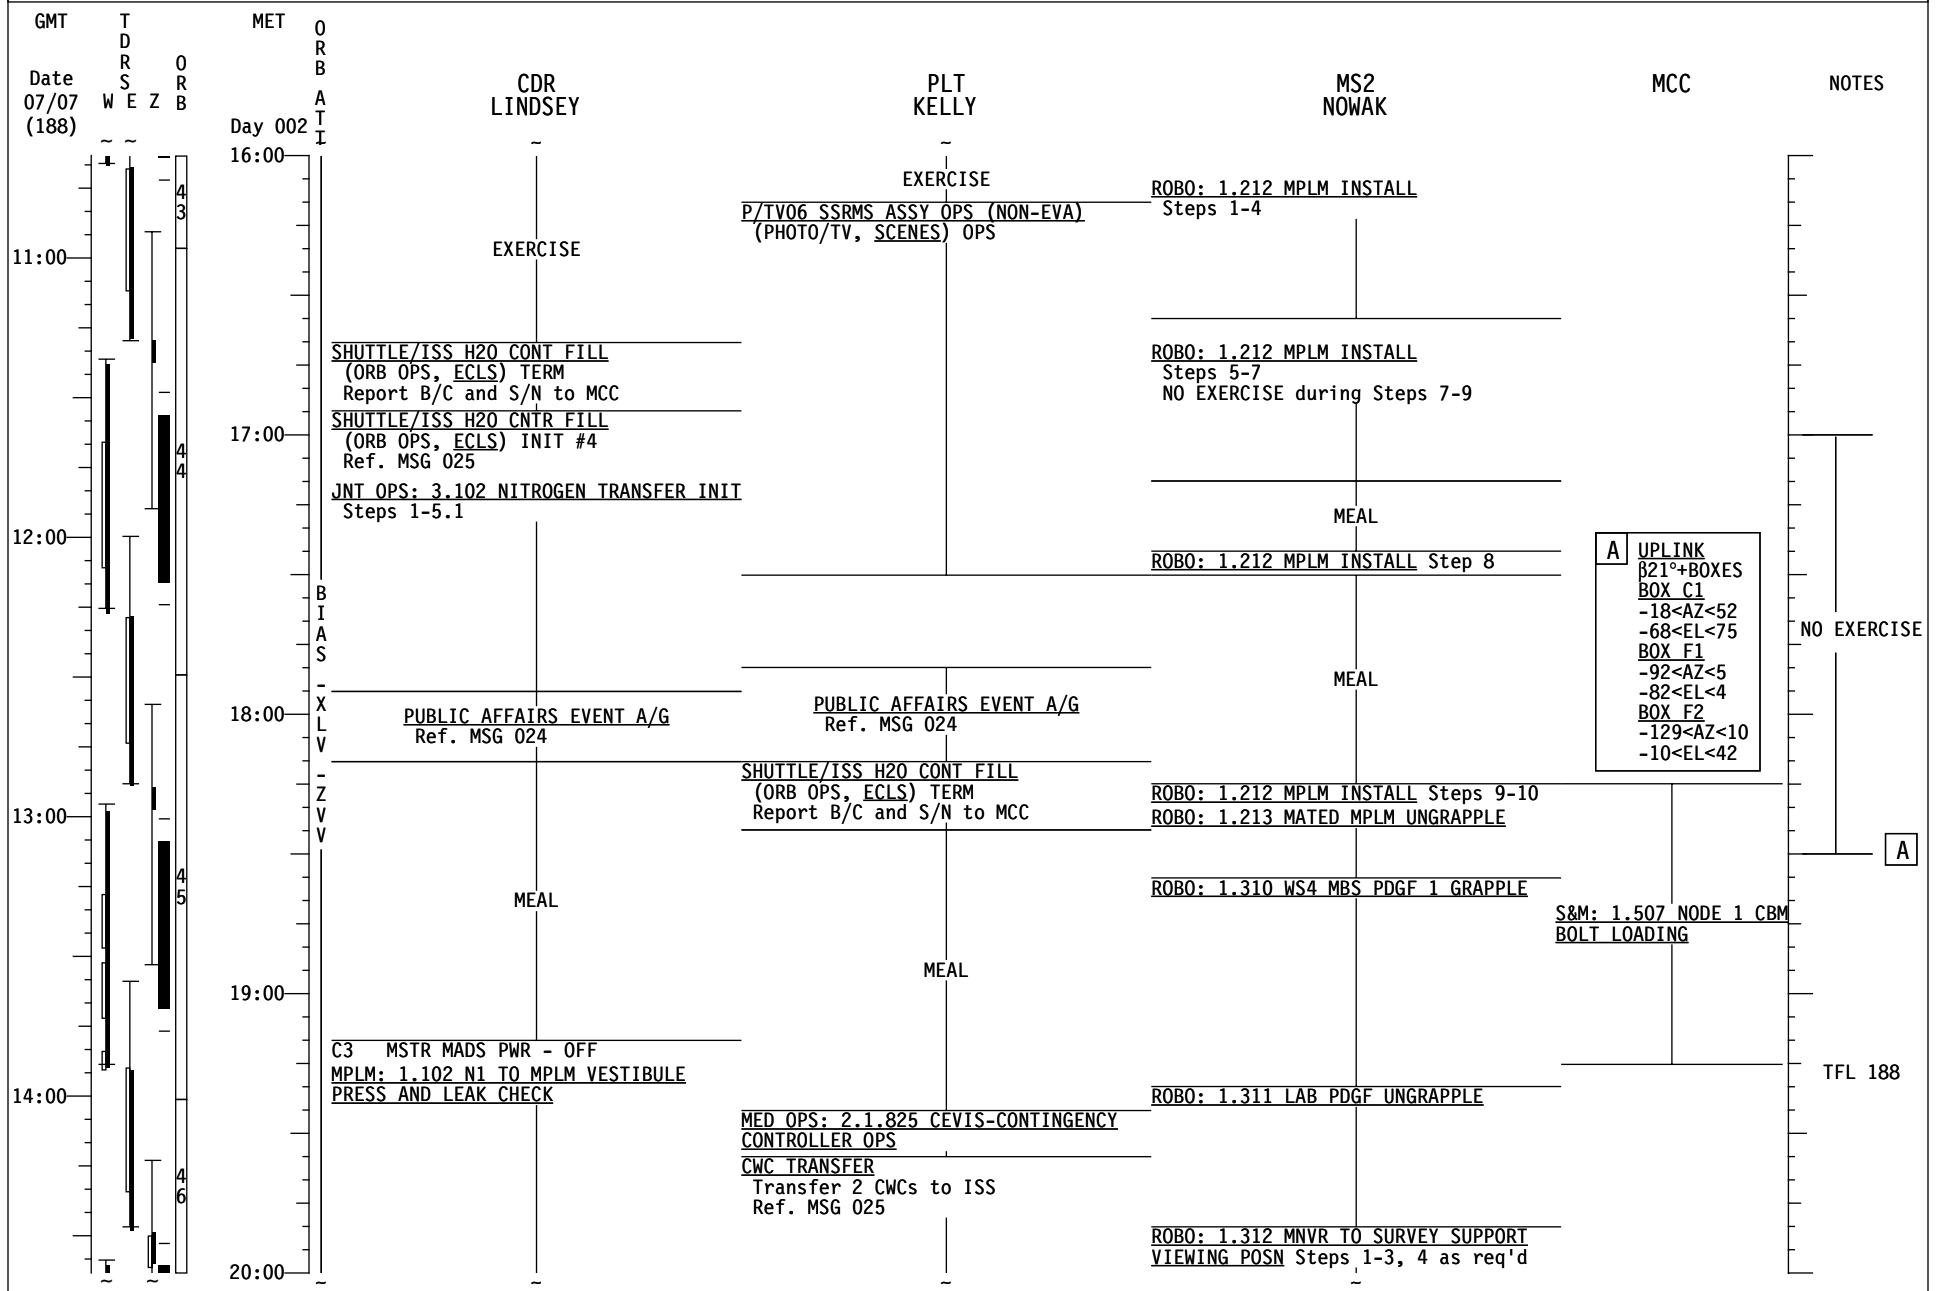 GMT
TDRS
MET
ORB ATT
Date
07/07
(188)
W E Z
ORB
Day 002
CDR
LINDSEY
PLT
KELLY
MS2
NOWAK
MCC
NOTES
~ ~
~
~
~
11:00
12:00
13:00
14:00
43
44
45
46
16:00
17:00
18:00
19:00
20:00
BIAS -XLV -ZVV
EXERCISE
SHUTTLE/ISS H2O CONT FILL
(ORB OPS, ECLS) TERM
Report B/C and S/N to MCC
SHUTTLE/ISS H2O CNTR FILL
(ORB OPS, ECLS) INIT #4
Ref. MSG 025
JNT OPS: 3.102 NITROGEN TRANSFER INIT
Steps 1-5.1
PUBLIC AFFAIRS EVENT A/G
Ref. MSG 024
MEAL
C3 MSTR MADS PWR - OFF
MPLM: 1.102 N1 TO MPLM VESTIBULE
PRESS AND LEAK CHECK
EXERCISE
P/TV06 SSRMS ASSY OPS (NON-EVA)
(PHOTO/TV, SCENES) OPS
PUBLIC AFFAIRS EVENT A/G
Ref. MSG 024
SHUTTLE/ISS H2O CONT FILL
(ORB OPS, ECLS) TERM
Report B/C and S/N to MCC
MEAL
MED OPS: 2.1.825 CEVIS-CONTINGENCY
CONTROLLER OPS
CWC TRANSFER
Transfer 2 CWCs to ISS
Ref. MSG 025
ROBO: 1.212 MPLM INSTALL
Steps 1-4
ROBO: 1.212 MPLM INSTALL
Steps 5-7
NO EXERCISE during Steps 7-9
MEAL
ROBO: 1.212 MPLM INSTALL Step 8
MEAL
ROBO: 1.212 MPLM INSTALL Steps 9-10
ROBO: 1.213 MATED MPLM UNGRAPPLE
ROBO: 1.310 WS4 MBS PDGF 1 GRAPPLE
ROBO: 1.311 LAB PDGF UNGRAPPLE
ROBO: 1.312 MNVR TO SURVEY SUPPORT
VIEWING POSN Steps 1-3, 4 as req'd
A UPLINK
β21°+BOXES
BOX C1
-18<AZ<52
-68<EL<75
BOX F1
-92<AZ<5
-82<EL<4
BOX F2
-129<AZ<10
-10<EL<42
S&M: 1.507 NODE 1 CBM
BOLT LOADING
NO EXERCISE
A
TFL 188
~ ~
~
~
~
~